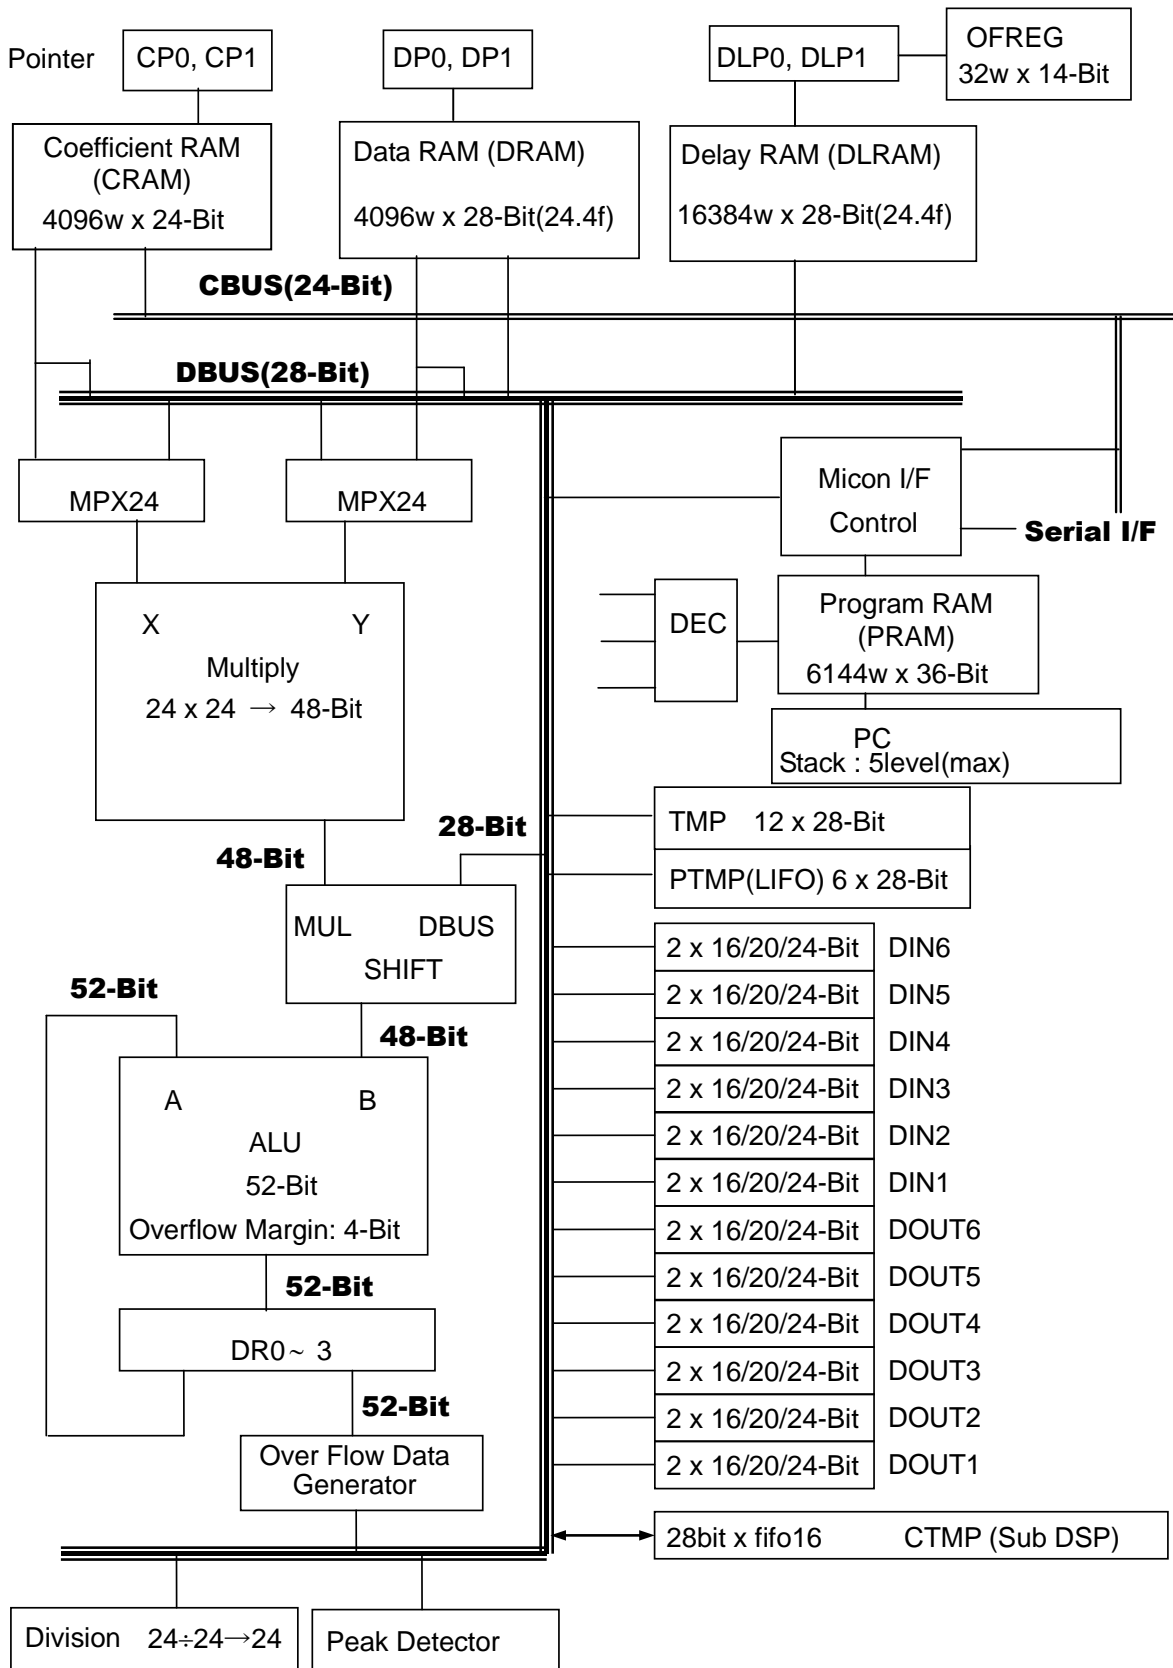 Pointer
CP0, CP1
DP0, DP1
DLP0, DLP1
OFREG
32w x 14-Bit
Coefficient RAM
(CRAM)
4096w x 24-Bit
Data RAM (DRAM)
4096w x 28-Bit(24.4f)
Delay RAM (DLRAM)
16384w x 28-Bit(24.4f)
CBUS(24-Bit)
DBUS(28-Bit)
MPX24
MPX24
Micon I/F
Control
Serial I/F
X
Y
Multiply
24 x 24 → 48-Bit
DEC
Program RAM
(PRAM)
6144w x 36-Bit
PC
Stack : 5level(max)
28-Bit
48-Bit
TMP 12 x 28-Bit
PTMP(LIFO) 6 x 28-Bit
MUL
DBUS
SHIFT
52-Bit
48-Bit
A
B
ALU
52-Bit
Overflow Margin: 4-Bit
52-Bit
DR0~ 3
52-Bit
Over Flow Data
Generator
2 x 16/20/24-Bit DIN6
2 x 16/20/24-Bit DIN5
2 x 16/20/24-Bit DIN4
2 x 16/20/24-Bit DIN3
2 x 16/20/24-Bit DIN2
2 x 16/20/24-Bit DIN1
2 x 16/20/24-Bit DOUT6
2 x 16/20/24-Bit DOUT5
2 x 16/20/24-Bit DOUT4
2 x 16/20/24-Bit DOUT3
2 x 16/20/24-Bit DOUT2
2 x 16/20/24-Bit DOUT1
28bit x fifo16 CTMP (Sub DSP)
Division 24÷24→24
Peak Detector